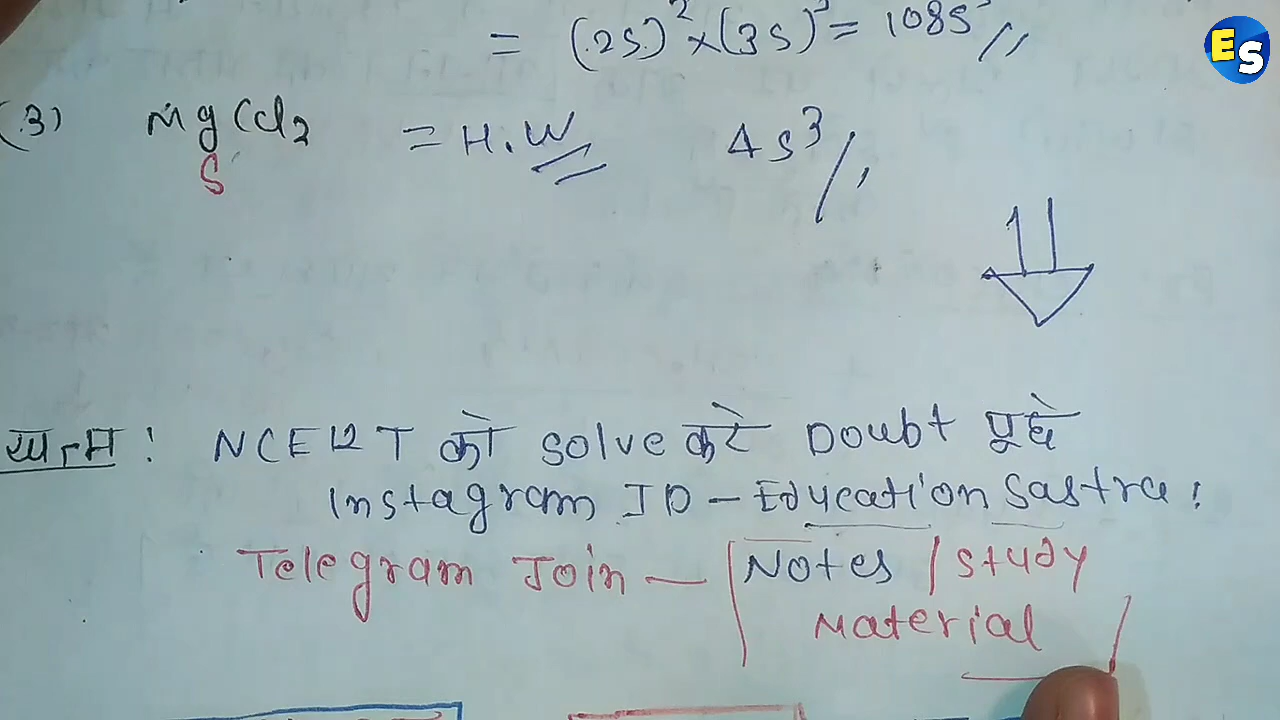 = (2S)² × (3S)³ = 108S⁵ //
(3) MgCl2 = H.W 4S³ //
S
NCERT को solve करे Doubt पूछे
Instagram ID - Education Sastra!
Telegram Join - | Notes | Study
Material |
ES